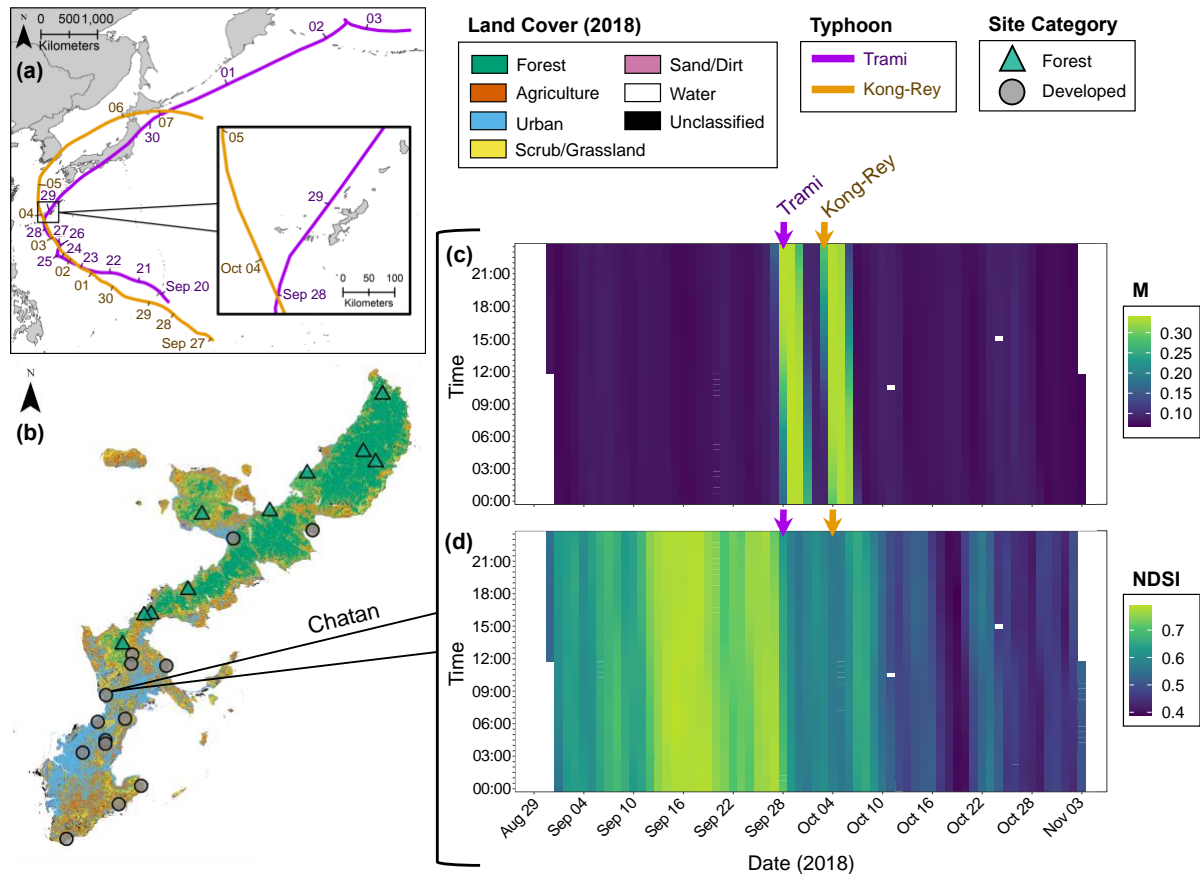 N
0 500 1,000
Kilometers
(a)
03
02
01
06
07
30
05
29
04
28
27
26
03
24
25
02
23
22
21
Sep 20
01
30
29
28
Sep 27
05
29
Oct 04
Sep 28
0 50 100
Kilometers
Land Cover (2018)
Forest
Agriculture
Urban
Scrub/Grassland
Sand/Dirt
Water
Unclassified
Typhoon
Trami
Kong-Rey
Site Category
Forest
Developed
N
(b)
Chatan
Trami
Kong-Rey
(c)
Time
21:00
18:00
15:00
12:00
09:00
06:00
03:00
00:00
M
0.30
0.25
0.20
0.15
0.10
(d)
Time
21:00
18:00
15:00
12:00
09:00
06:00
03:00
00:00
NDSI
0.7
0.6
0.5
0.4
Aug 29
Sep 04
Sep 10
Sep 16
Sep 22
Sep 28
Oct 04
Oct 10
Oct 16
Oct 22
Oct 28
Nov 03
Date (2018)